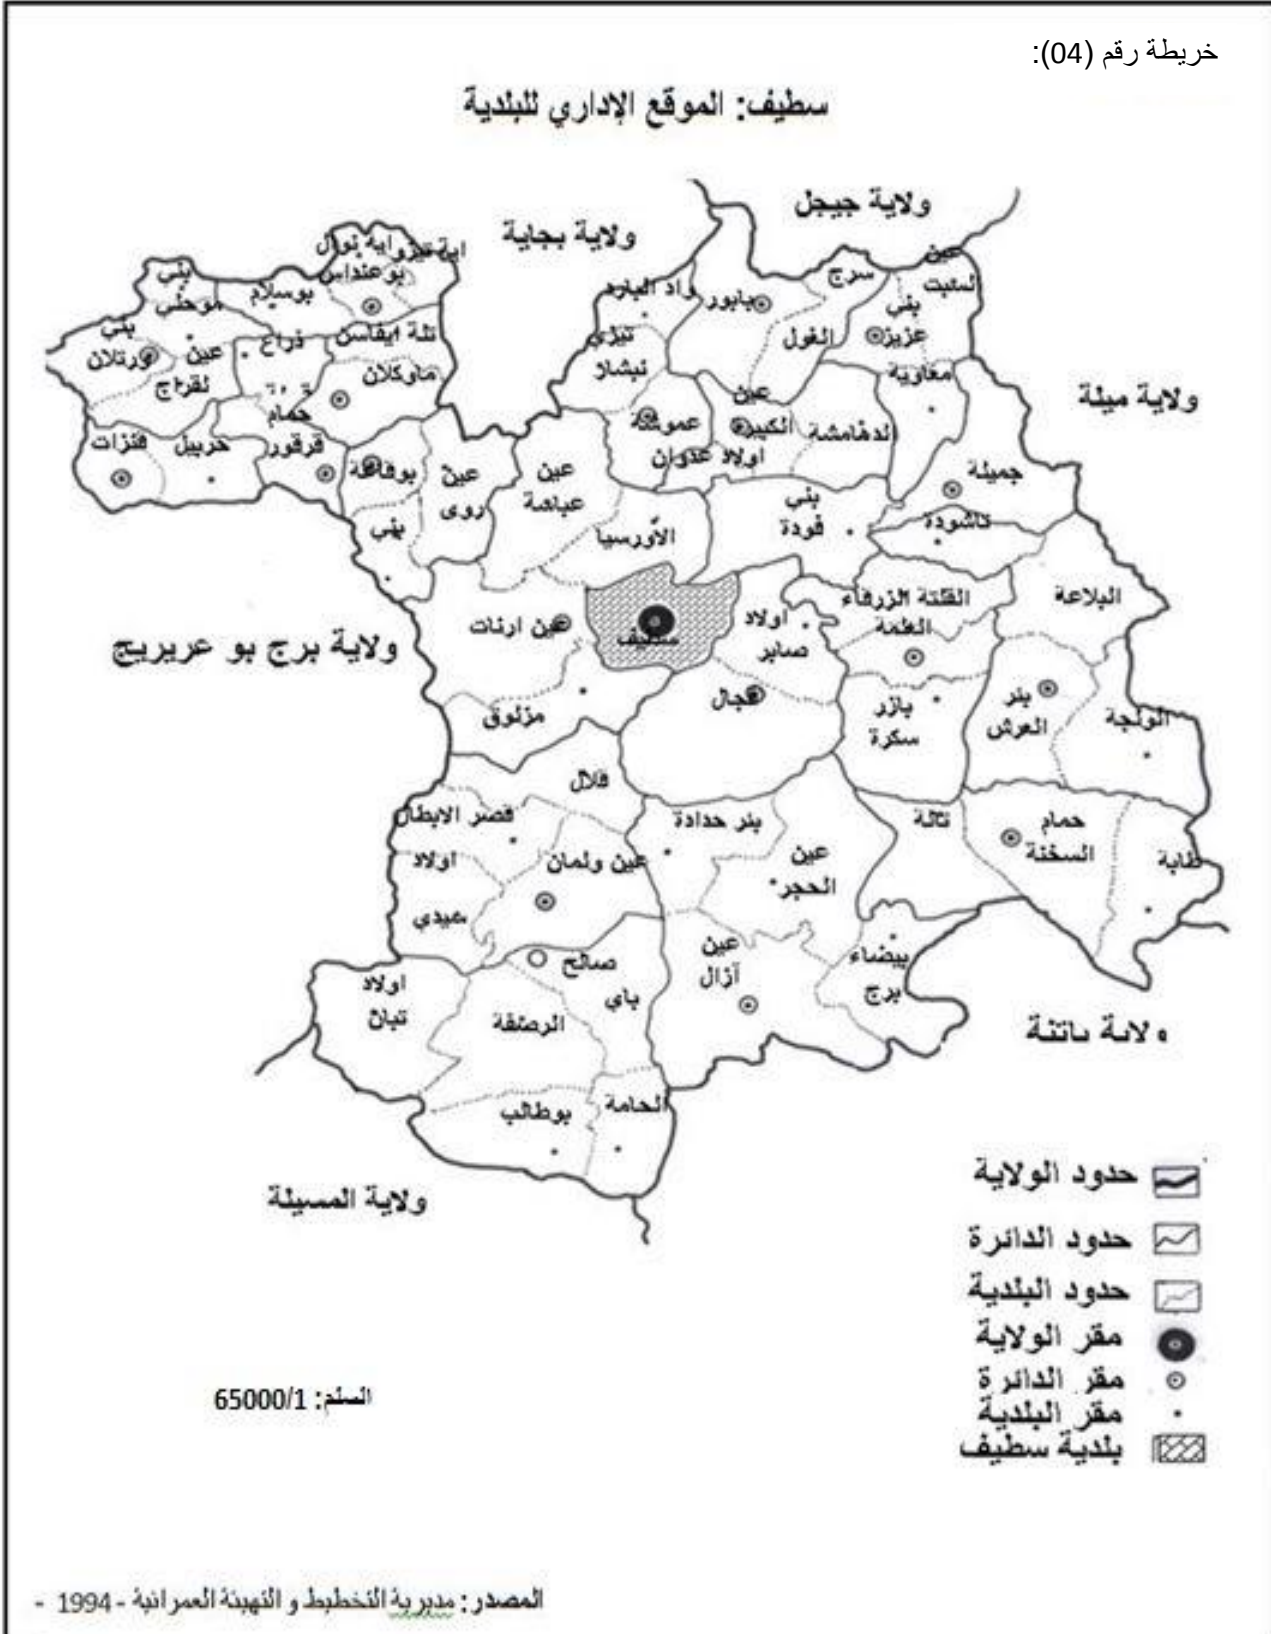 خريطة رقم (04):
سطيف: الموقع الإداري للبلدية
ولاية جيجل
ولاية بجاية
اية نوال
اية تيزو
بوعنداس
عين
لسبت
سرج
الغول
بني
موحلي
بوسلام
واد البارد
بابور
بني
عزيز
بني
ورتلان
عين
لقراج
ذراع
تلة ايفاسن
تيزي
نبشار
ماوكلان
معاوية
ولاية ميلة
حمام
قرقور
عموشة
عين
الكبيرة
الدهامشة
قنزات
حربيل
بوقاعة
عين
روى
عين
عباسة
اولاد عدوان
جميلة
بني
بني
فودة
تاشودة
الأورسيا
القلتة الزرقاء
العلمة
البلاعة
عين ارنات
سطيف
اولاد
صابر
ولاية برج بو عريريج
مزلوق
قجال
بازر
سكرة
بئر
العرش
الولجة
قلال
قصر الابطال
بئر حدادة
تالة
حمام
السخنة
طاية
اولاد
سيدي
عين ولمان
عين
الحجر
صالح
باي
عين
آزال
بيضاء
برج
اولاد
تبان
الرصفة
ولاية باتنة
بوطالب
الحامة
ولاية المسيلة
حدود الولاية
حدود الدائرة
حدود البلدية
مقر الولاية
مقر الدائرة
مقر البلدية
بلدية سطيف
السلم: 65000/1
المصدر: مديرية التخطيط و التهيئة العمرانية - 1994 -